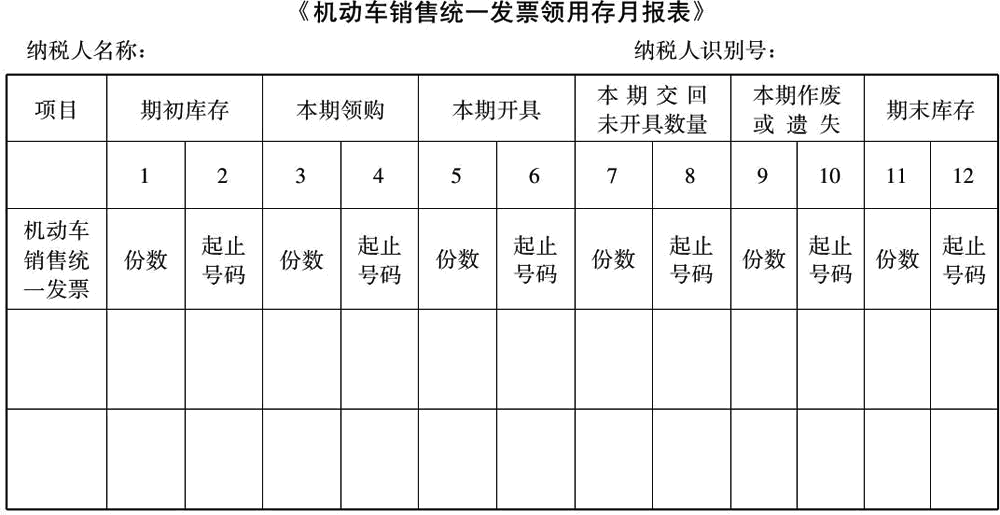 《机动车销售统一发票领用存月报表》
纳税人名称： 纳税人识别号：
项目 期初库存 本期领购 本期开具 本期交回 未开具数量 本期作废 或遗失 期末库存
1 2 3 4 5 6 7 8 9 10 11 12
机动车
销售统
一发票
份数 起止 号码 份数 起止 号码 份数 起止 号码 份数 起止 号码 份数 起止 号码 份数 起止 号码